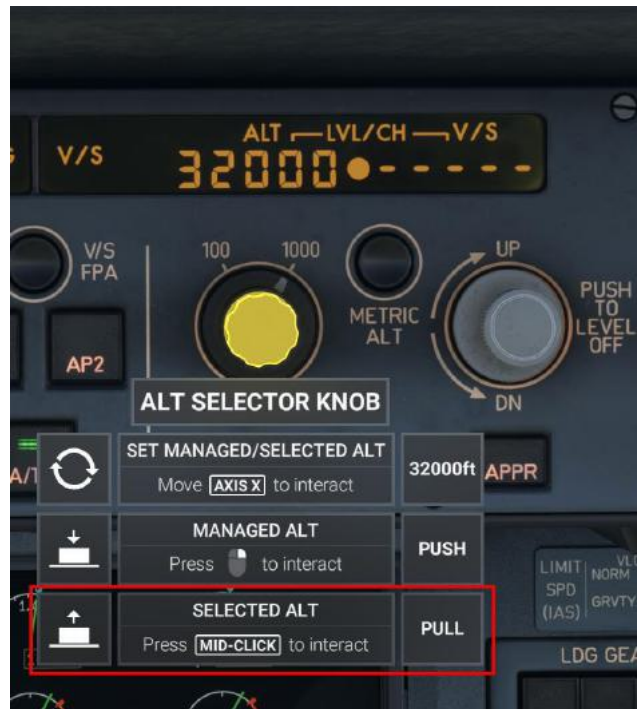 ALT LVL/CH V/S
V/S 32000 - - - - -
V/S
FPA
100 1000
METRIC
ALT
UP
DN
PUSH
TO
LEVEL
OFF
AP2
ALT SELECTOR KNOB
SET MANAGED/SELECTED ALT
Move AXIS X to interact
32000ft
A/T
APPR
MANAGED ALT
Press to interact
PUSH
SELECTED ALT
Press MID-CLICK to interact
PULL
LIMIT
SPD
(IAS)
NORM
GRVTY
LDG GEA